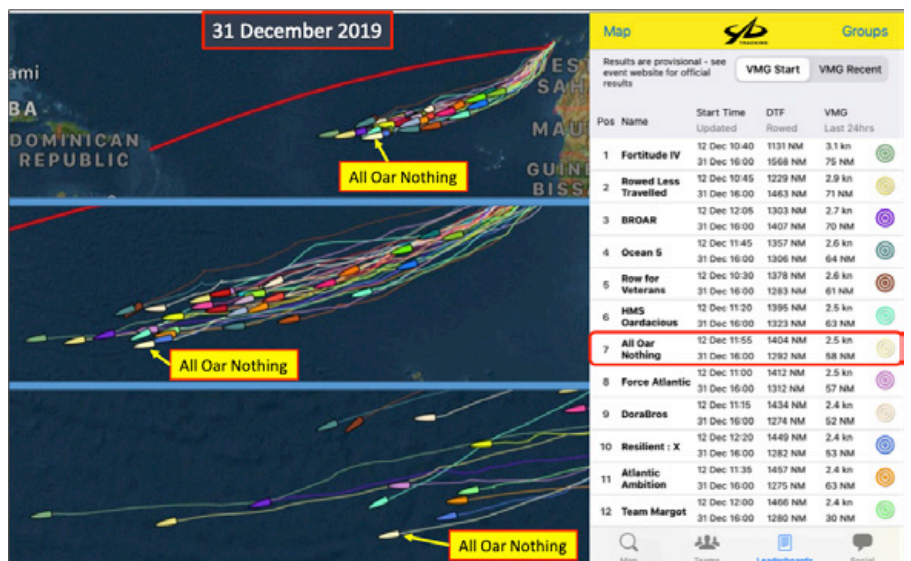 31 December 2019
ami
BA
DOMINICAN
REPUBLIC
WES
SAH
MAU
GUIN
BISSA
All Oar Nothing
All Oar Nothing
All Oar Nothing
Map
TRACKING
Groups
Results are provisional - see
event website for official
results
VMG Start VMG Recent
Pos Name Start Time DTF VMG
Updated Rowed Last 24hrs
1 Fortitude IV 12 Dec 10:40 1131 NM 3.1 kn
31 Dec 16:00 1568 NM 75 NM
2 Rowed Less Travelled 12 Dec 10:45 1229 NM 2.9 kn
31 Dec 16:00 1463 NM 71 NM
3 BROAR 12 Dec 12:05 1303 NM 2.7 kn
31 Dec 16:00 1407 NM 70 NM
4 Ocean 5 12 Dec 11:45 1357 NM 2.6 kn
31 Dec 16:00 1306 NM 64 NM
5 Row for Veterans 12 Dec 10:30 1378 NM 2.6 kn
31 Dec 16:00 1283 NM 61 NM
6 HMS Oardacious 12 Dec 11:20 1395 NM 2.5 kn
31 Dec 16:00 1323 NM 63 NM
7 All Oar Nothing 12 Dec 11:55 1404 NM 2.5 kn
31 Dec 16:00 1292 NM 58 NM
8 Force Atlantic 12 Dec 11:00 1412 NM 2.5 kn
31 Dec 16:00 1312 NM 57 NM
9 DoraBros 12 Dec 11:15 1434 NM 2.4 kn
31 Dec 16:00 1274 NM 52 NM
10 Resilient : X 12 Dec 12:20 1449 NM 2.4 kn
31 Dec 16:00 1282 NM 53 NM
11 Atlantic Ambition 12 Dec 11:35 1457 NM 2.4 kn
31 Dec 16:00 1275 NM 63 NM
12 Team Margot 12 Dec 12:00 1466 NM 2.4 kn
31 Dec 16:00 1280 NM 30 NM
Map Teams Leaderboards Social